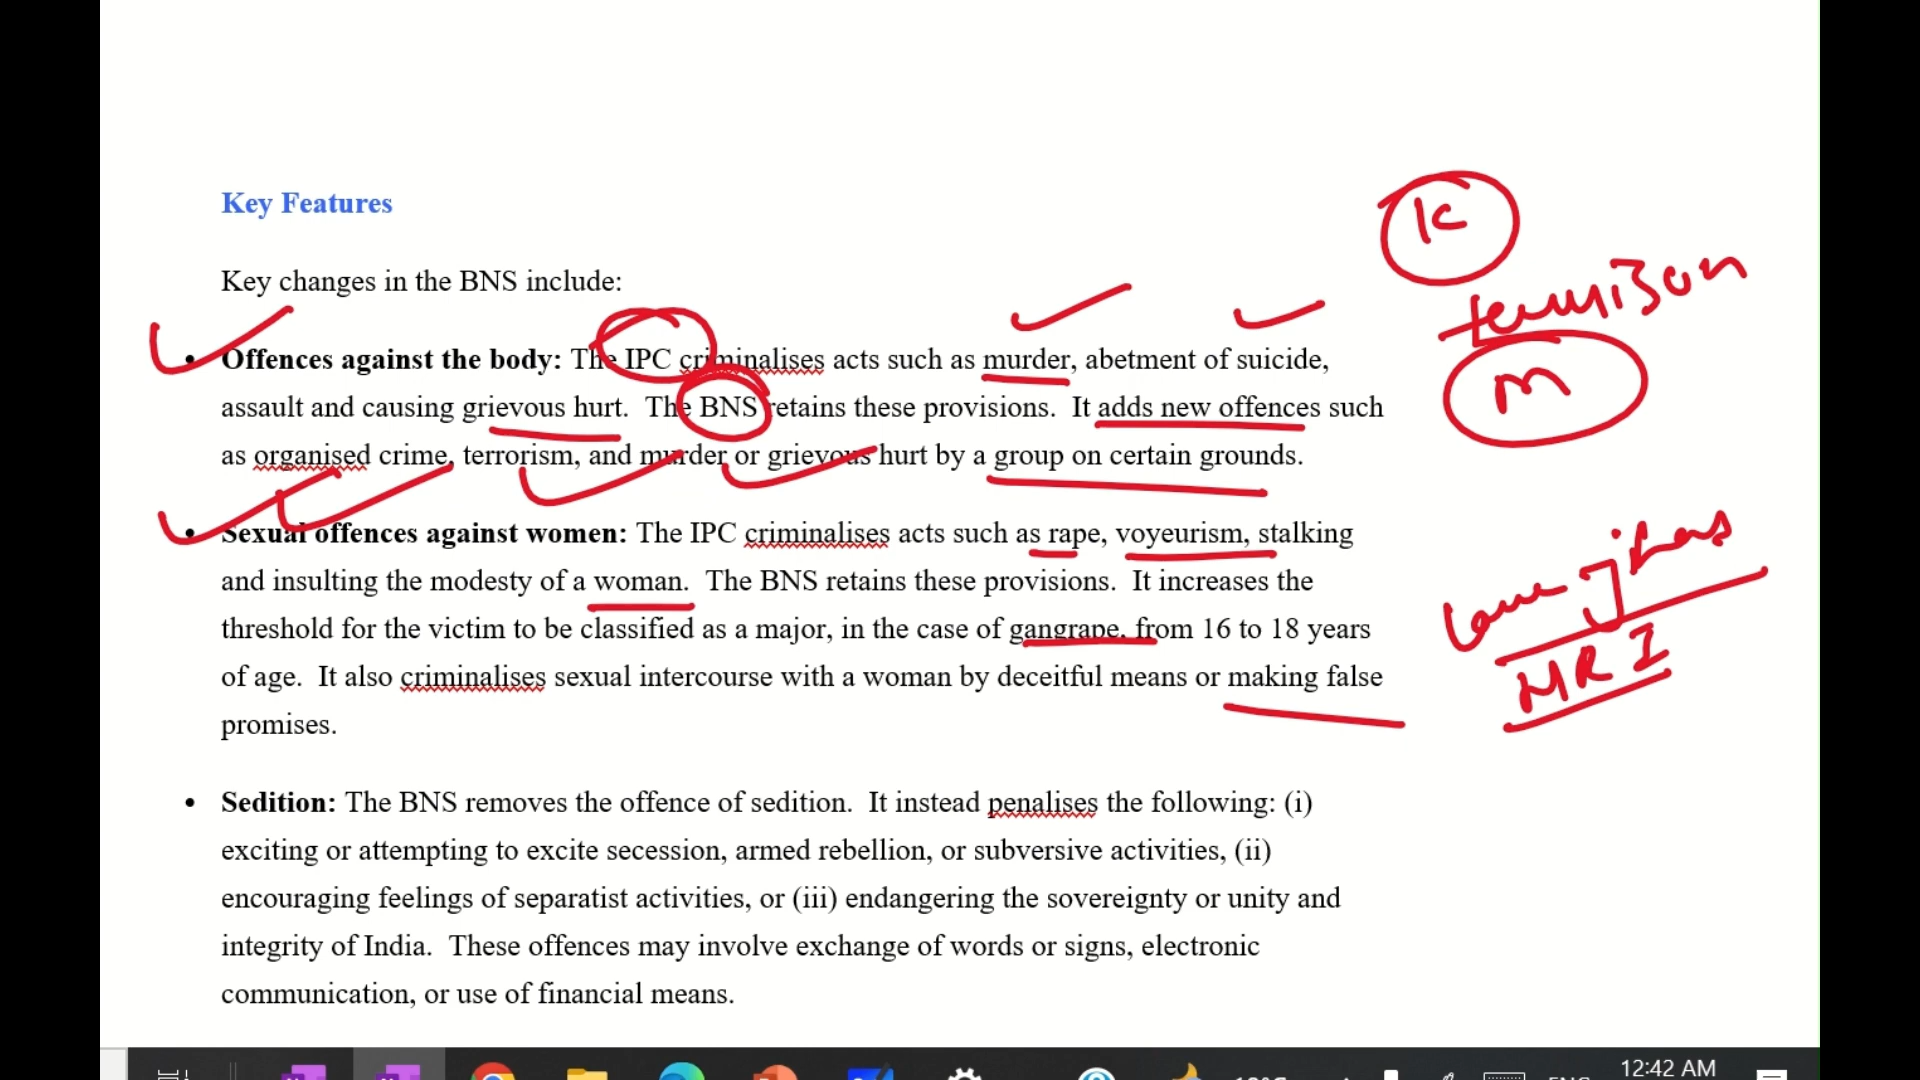 Key Features
K
Key changes in the BNS include:
• Offences against the body: The IPC criminalises acts such as murder, abetment of suicide,
assault and causing grievous hurt. The BNS retains these provisions. It adds new offences such
as organised crime, terrorism, and murder or grievous hurt by a group on certain grounds.
M
• Sexual offences against women: The IPC criminalises acts such as rape, voyeurism, stalking
and insulting the modesty of a woman. The BNS retains these provisions. It increases the
threshold for the victim to be classified as a major, in the case of gangrape, from 16 to 18 years
of age. It also criminalises sexual intercourse with a woman by deceitful means or making false
promises.
MRI
• Sedition: The BNS removes the offence of sedition. It instead penalises the following: (i)
exciting or attempting to excite secession, armed rebellion, or subversive activities, (ii)
encouraging feelings of separatist activities, or (iii) endangering the sovereignty or unity and
integrity of India. These offences may involve exchange of words or signs, electronic
communication, or use of financial means.
12:42 AM